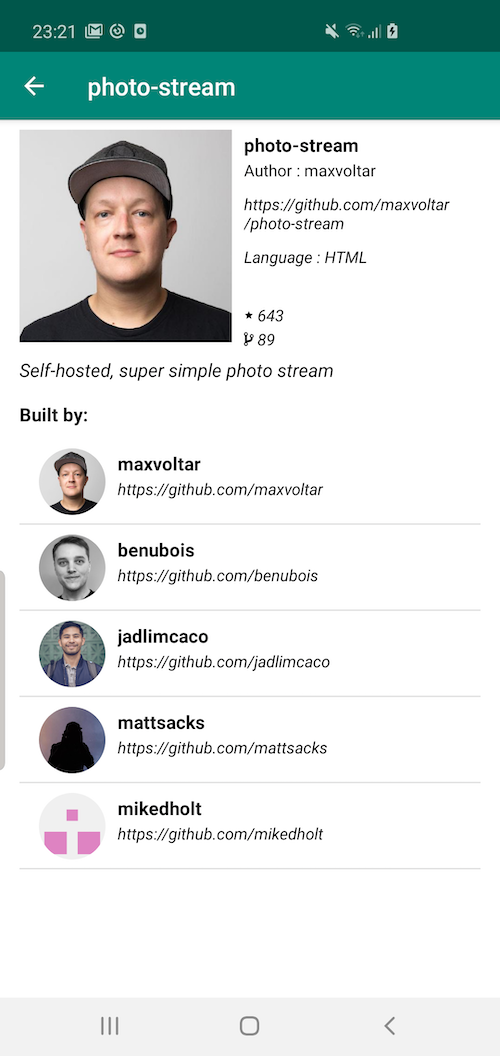 23:21
photo-stream
photo-stream
Author : maxvoltar
https://github.com/maxvoltar
/photo-stream
Language : HTML
643
89
Self-hosted, super simple photo stream
Built by:
maxvoltar
https://github.com/maxvoltar
benubois
https://github.com/benubois
jadlimcaco
https://github.com/jadlimcaco
mattsacks
https://github.com/mattsacks
mikedholt
https://github.com/mikedholt